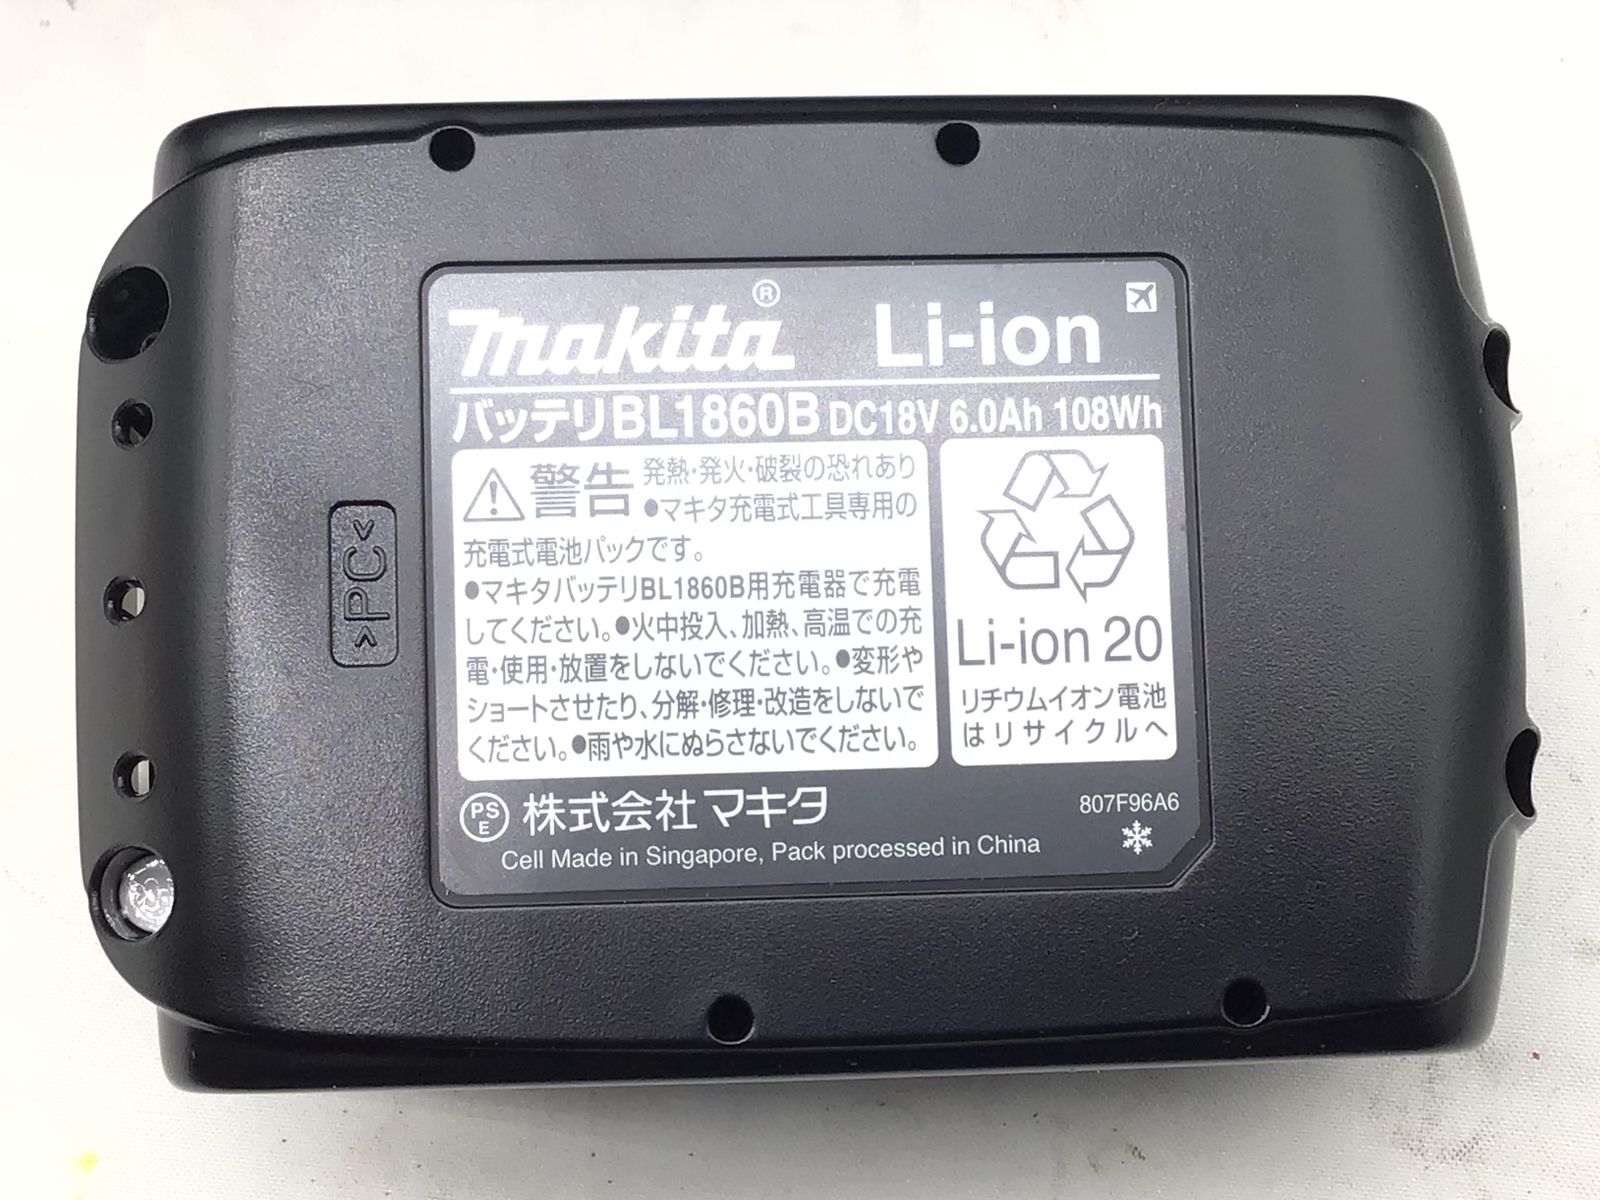 makita® Li-ion
バッテリBL1860B DC18V 6.0Ah 108Wh
警告 発熱・発火・破裂の恐れあり
●マキタ充電式工具専用の
充電式電池パックです。
●マキタバッテリBL1860B用充電器で充電
してください。●火中投入、加熱、高温での充
電・使用・放置をしないでください。●変形や
ショートさせたり、分解・修理・改造をしないで
ください。●雨や水にぬらさないでください。
Li-ion 20
リチウムイオン電池
はリサイクルへ
PS
E
株式会社マキタ
807F96A6
Cell Made in Singapore, Pack processed in China
>PC<